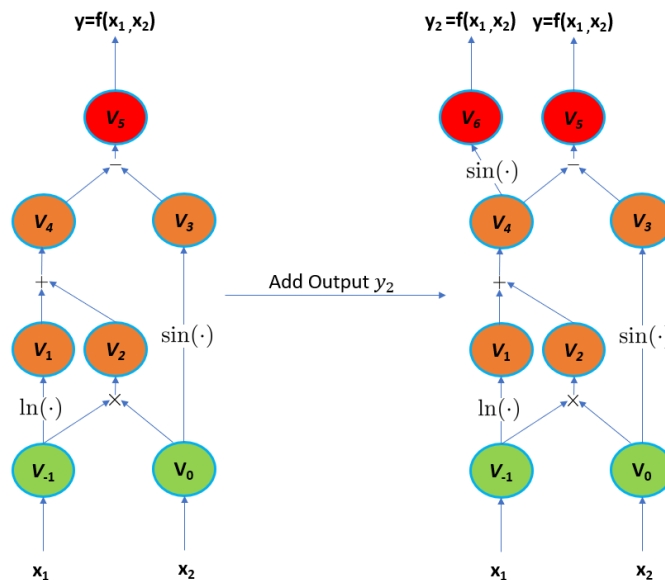 y=f(x₁,x₂)
y₂ =f(x₁,x₂)
y=f(x₁,x₂)
V₅
V₆
V₅
−
sin(·)
−
V₄
V₃
V₄
V₃
+
Add Output y₂
+
V₁
V₂
sin(·)
V₁
V₂
sin(·)
ln(·)
×
ln(·)
×
V₋₁
V₀
V₋₁
V₀
x₁
x₂
x₁
x₂